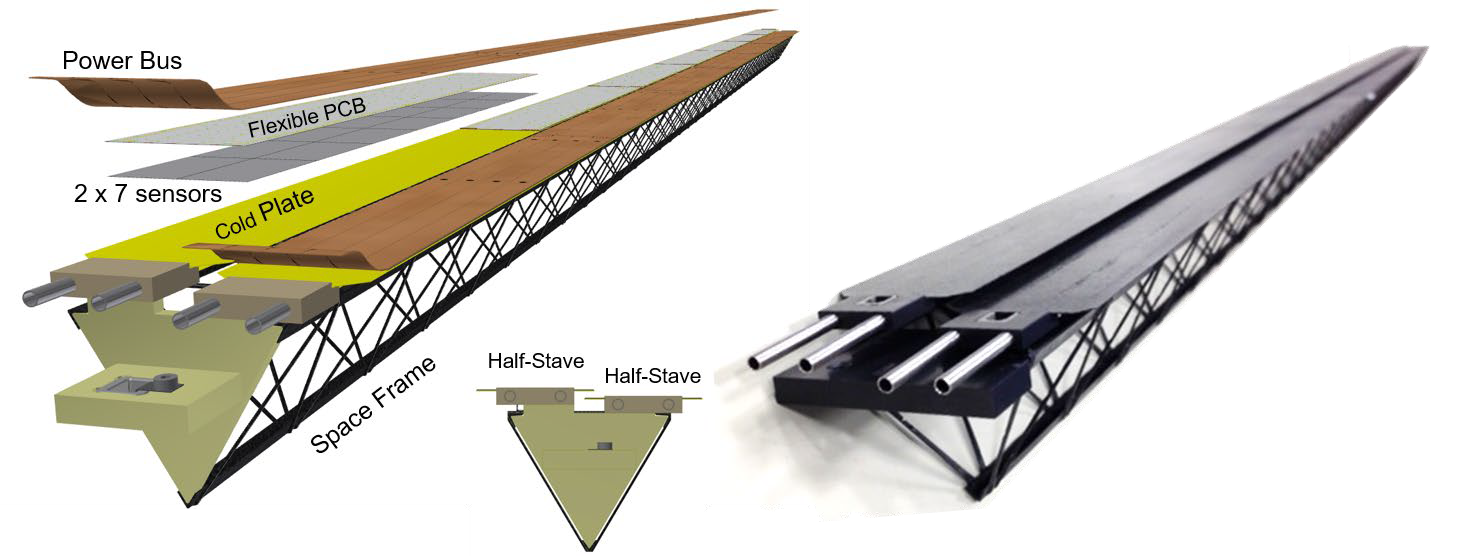 Power Bus
Flexible PCB
2 x 7 sensors
Cold Plate
Space Frame
Half-Stave
Half-Stave